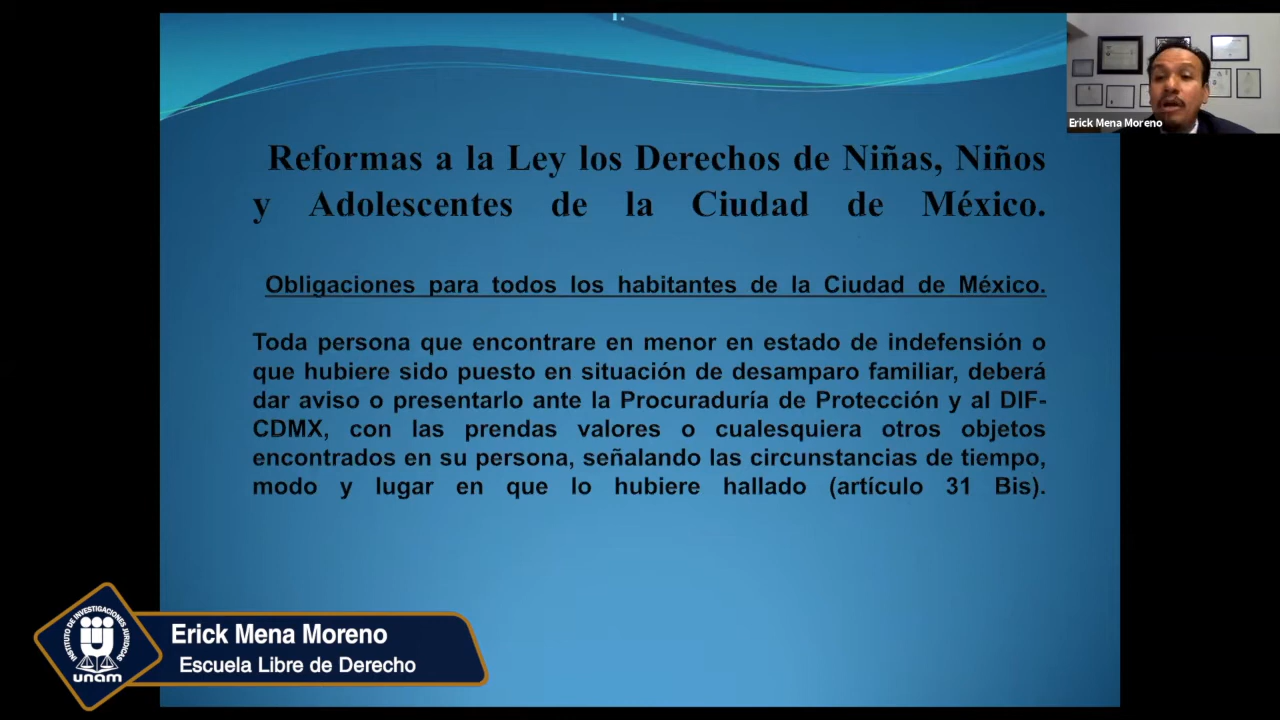 Erick Mena Moreno
Reformas a la Ley los Derechos de Niñas, Niños
y Adolescentes de la Ciudad de México.
Obligaciones para todos los habitantes de la Ciudad de México.
Toda persona que encontrare en menor en estado de indefensión o
que hubiere sido puesto en situación de desamparo familiar, deberá
dar aviso o presentarlo ante la Procuraduría de Protección y al DIF-
CDMX, con las prendas valores o cualesquiera otros objetos
encontrados en su persona, señalando las circunstancias de tiempo,
modo y lugar en que lo hubiere hallado (artículo 31 Bis).
INSTITUTO DE INVESTIGACIONES JURIDICAS
unam
Erick Mena Moreno
Escuela Libre de Derecho